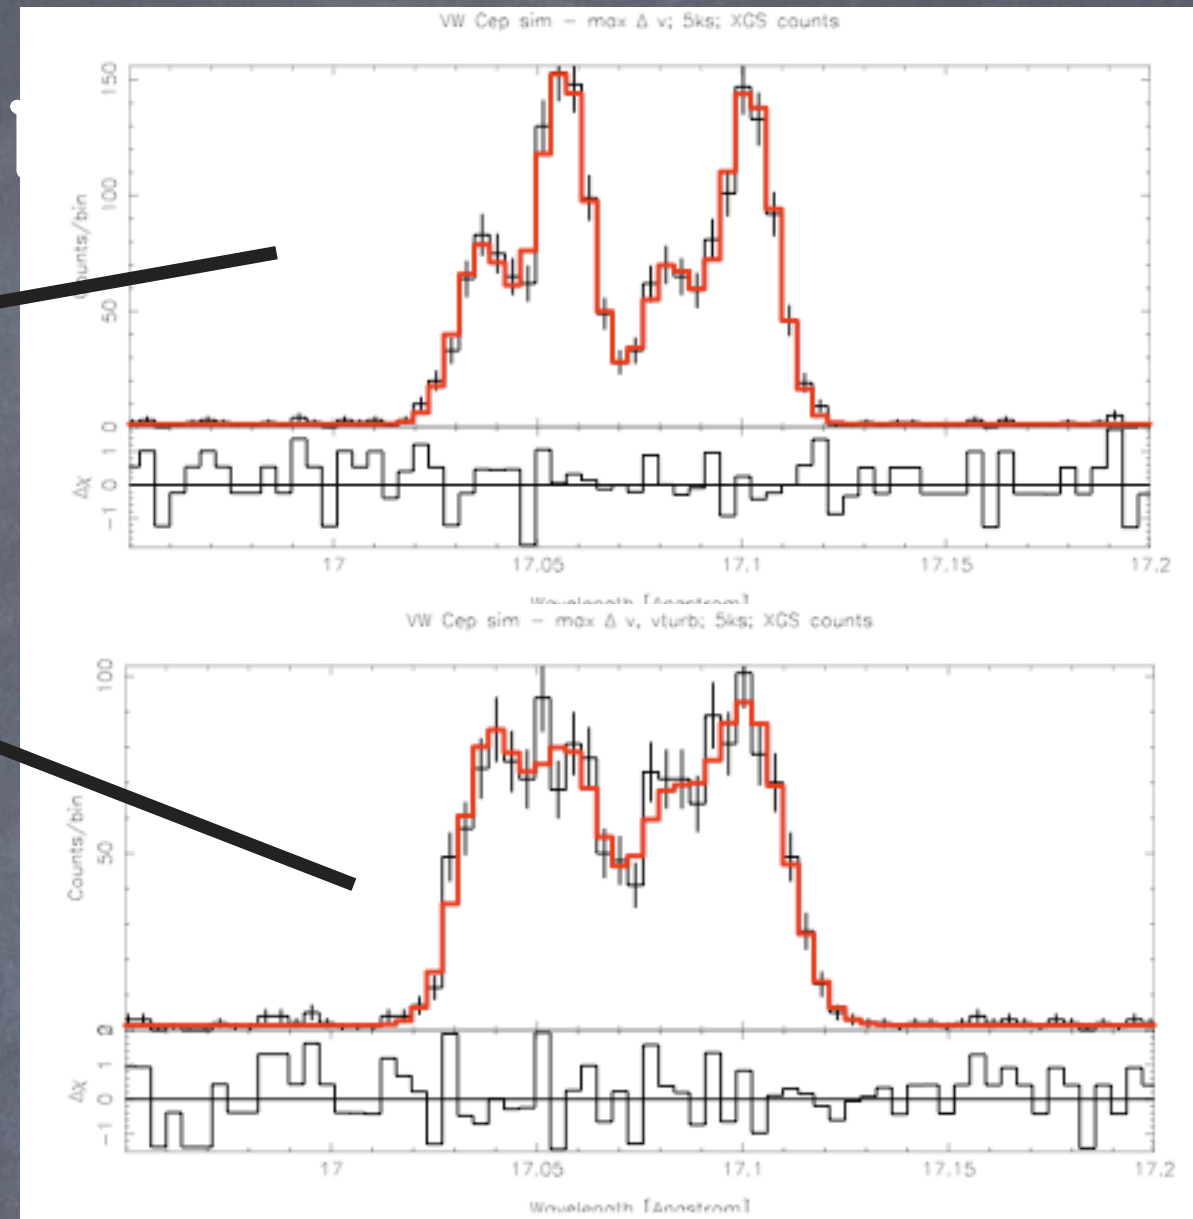 VW Cep sim - max Δ v; 5ks; XGS counts
150
100
50
0
Counts/bin
1
0
-1
Δχ
17 17.05 17.1 17.15 17.2
Wavelength [Angstrom]
VW Cep sim - max Δ v, vturb; 5ks; XGS counts
100
50
Counts/bin
2
1
0
-1
Δχ
17 17.05 17.1 17.15 17.2
Wavelength [Angstrom]